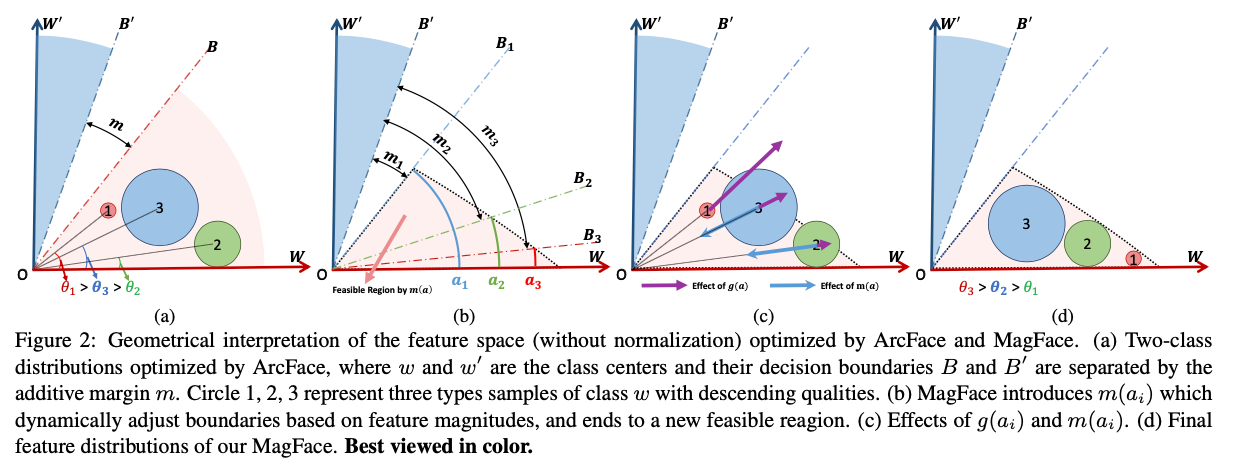 W′ B′ B m 1 3 2 O W
θ₁ > θ₃ > θ₂
(a)
W′ B′ B₁ m₃ m₂ m₁ B₂ B₃ O W
Feasible Region by m(a) a₁ a₂ a₃
(b)
W′ B′ 1 3 2 O W
Effect of g(a) Effect of m(a)
(c)
W′ B′ 3 2 1 O W
θ₃ > θ₂ > θ₁
(d)
Figure 2: Geometrical interpretation of the feature space (without normalization) optimized by ArcFace and MagFace. (a) Two-class
distributions optimized by ArcFace, where w and w′ are the class centers and their decision boundaries B and B′ are separated by the
additive margin m. Circle 1, 2, 3 represent three types samples of class w with descending qualities. (b) MagFace introduces m(aᵢ) which
dynamically adjust boundaries based on feature magnitudes, and ends to a new feasible reagion. (c) Effects of g(aᵢ) and m(aᵢ). (d) Final
feature distributions of our MagFace. Best viewed in color.